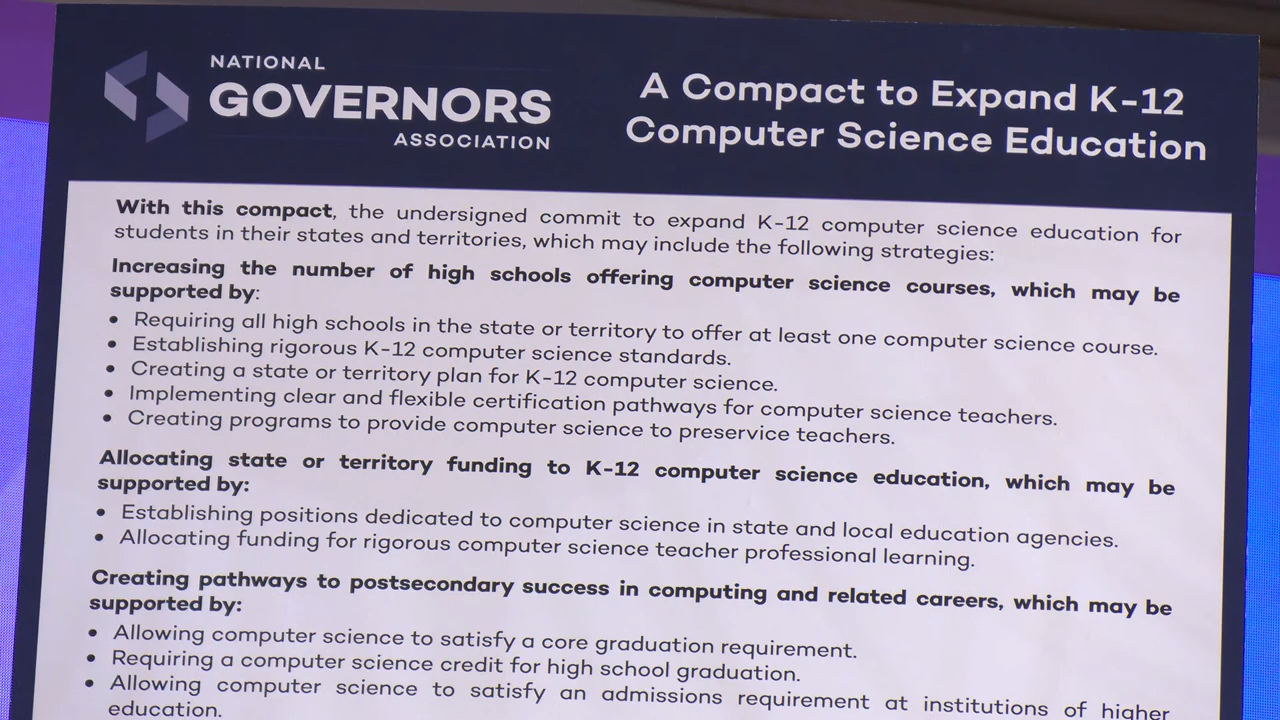 NATIONAL
GOVERNORS
ASSOCIATION
A Compact to Expand K-12
Computer Science Education
With this compact, the undersigned commit to expand K-12 computer science education for
students in their states and territories, which may include the following strategies:
Increasing the number of high schools offering computer science courses, which may be
supported by:
• Requiring all high schools in the state or territory to offer at least one computer science course.
• Establishing rigorous K-12 computer science standards.
• Creating a state or territory plan for K-12 computer science.
• Implementing clear and flexible certification pathways for computer science teachers.
• Creating programs to provide computer science to preservice teachers.
Allocating state or territory funding to K-12 computer science education, which may be
supported by:
• Establishing positions dedicated to computer science in state and local education agencies.
• Allocating funding for rigorous computer science teacher professional learning.
Creating pathways to postsecondary success in computing and related careers, which may be
supported by:
• Allowing computer science to satisfy a core graduation requirement.
• Requiring a computer science credit for high school graduation.
• Allowing computer science to satisfy an admissions requirement at institutions of higher
education.